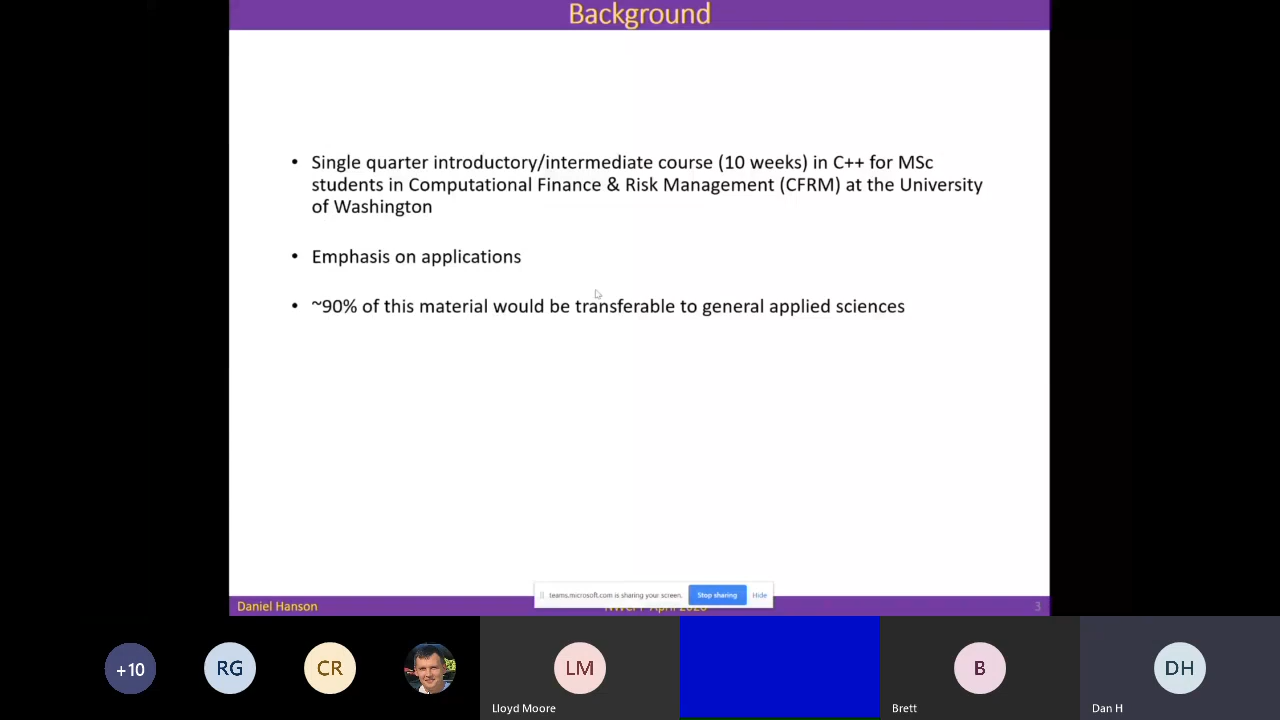 Background
• Single quarter introductory/intermediate course (10 weeks) in C++ for MSc
students in Computational Finance & Risk Management (CFRM) at the University
of Washington
• Emphasis on applications
• ~90% of this material would be transferable to general applied sciences
teams.microsoft.com is sharing your screen.
Stop sharing
Hide
Daniel Hanson
3
+10
RG
CR
LM
B
DH
Lloyd Moore
Brett
Dan H